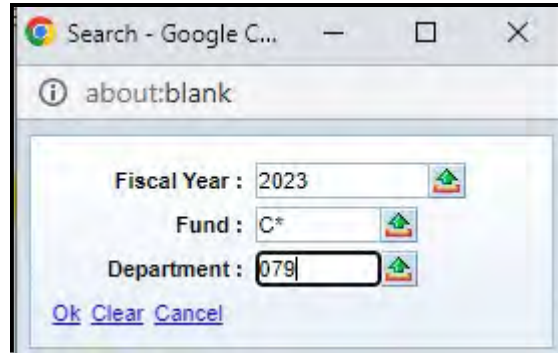 Search - Google C...
about:blank
Fiscal Year : 2023
Fund : C*
Department : 079
Ok Clear Cancel